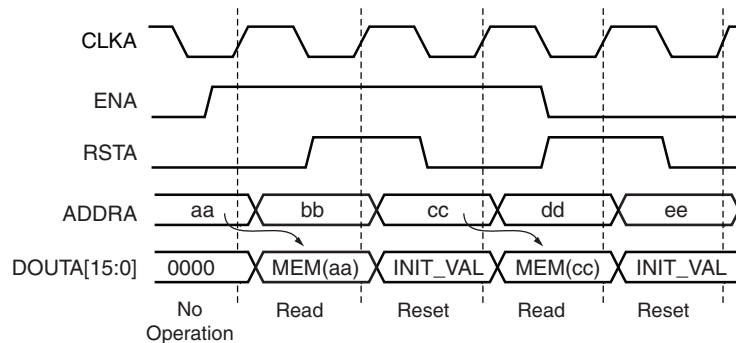 CLKA
ENA
RSTA
ADDRA aa bb cc dd ee
DOUTA[15:0] 0000 MEM(aa) INIT_VAL MEM(cc) INIT_VAL
No Operation Read Reset Read Reset